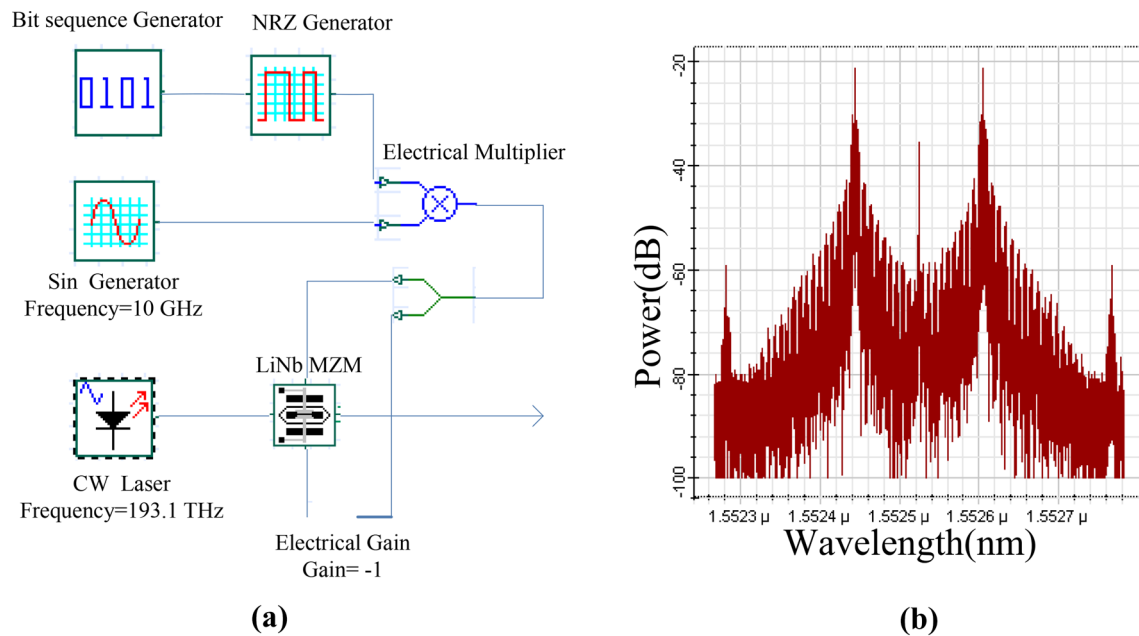 Bit sequence Generator
NRZ Generator
0101
Electrical Multiplier
Sin Generator
Frequency=10 GHz
LiNb MZM
CW Laser
Frequency=193.1 THz
Electrical Gain
Gain= -1
(a)
Power(dB)
-20
-40
-60
-80
-100
1.5523 µ 1.5524 µ 1.5525 µ 1.5526 µ 1.5527 µ
Wavelength(nm)
(b)